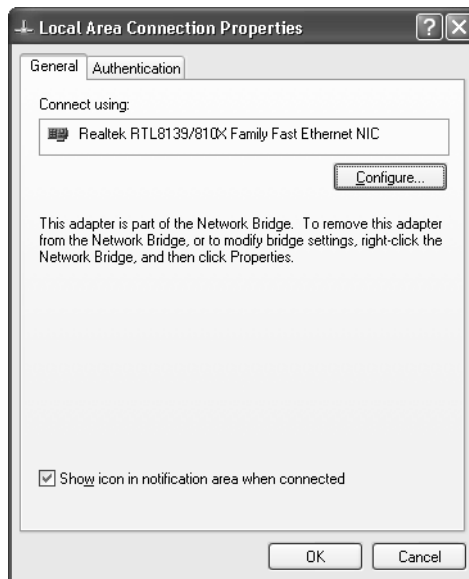 Local Area Connection Properties
General
Authentication
Connect using:
Realtek RTL8139/810X Family Fast Ethernet NIC
Configure...
This adapter is part of the Network Bridge. To remove this adapter
from the Network Bridge, or to modify bridge settings, right-click the
Network Bridge, and then click Properties.
Show icon in notification area when connected
OK
Cancel